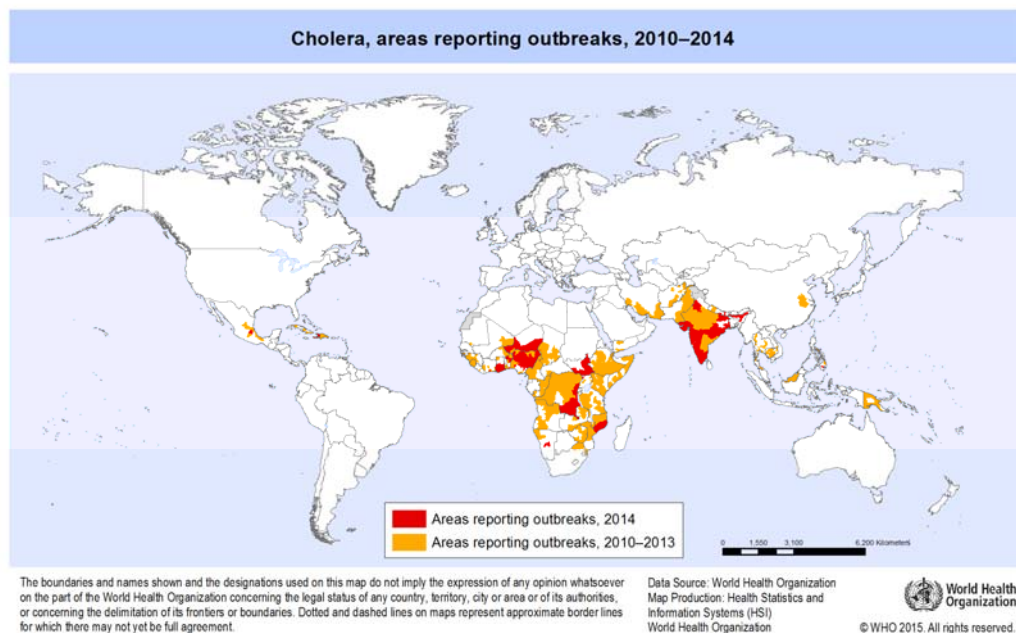 Cholera, areas reporting outbreaks, 2010–2014
Areas reporting outbreaks, 2014
Areas reporting outbreaks, 2010–2013
0 1,550 3,100 6,200 Kilometers
The boundaries and names shown and the designations used on this map do not imply the expression of any opinion whatsoever
on the part of the World Health Organization concerning the legal status of any country, territory, city or area or of its authorities,
or concerning the delimitation of its frontiers or boundaries. Dotted and dashed lines on maps represent approximate border lines
for which there may not yet be full agreement.
Data Source: World Health Organization
Map Production: Health Statistics and
Information Systems (HSI)
World Health Organization
World Health
Organization
© WHO 2015. All rights reserved.